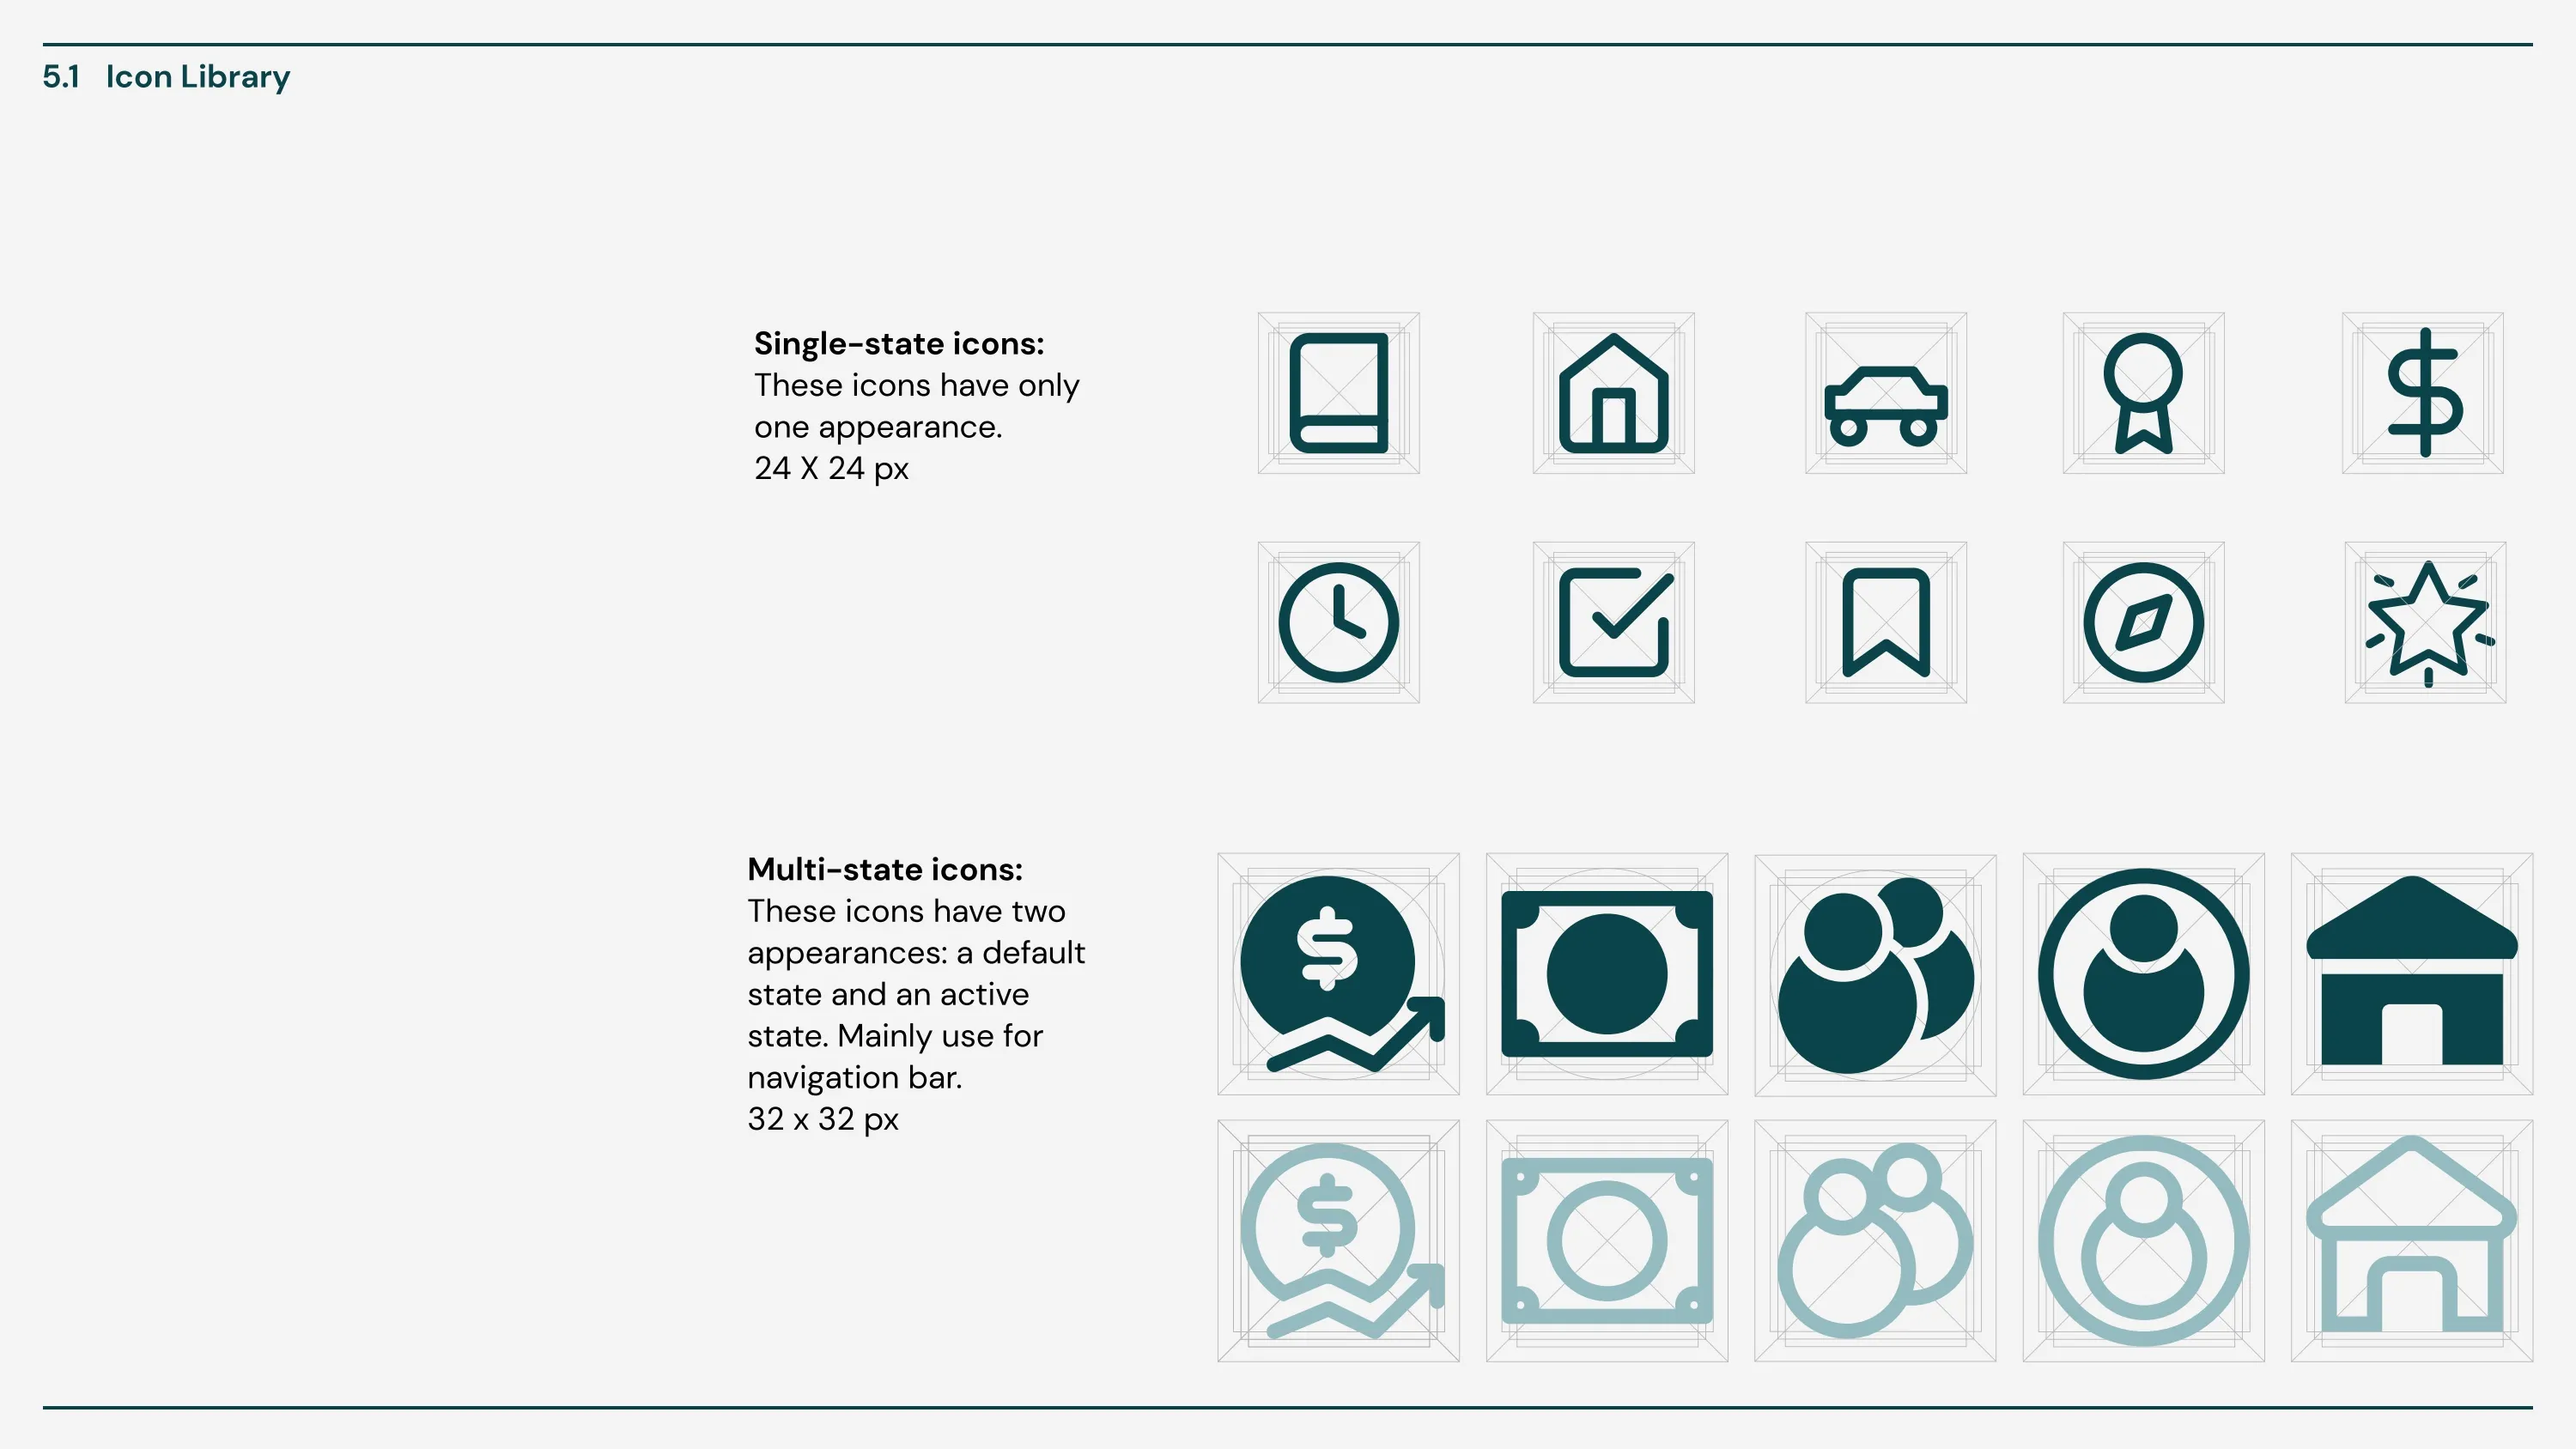 5.1 Icon Library
Single-state icons:
These icons have only
one appearance.
24 X 24 px
Multi-state icons:
These icons have two
appearances: a default
state and an active
state. Mainly use for
navigation bar.
32 x 32 px